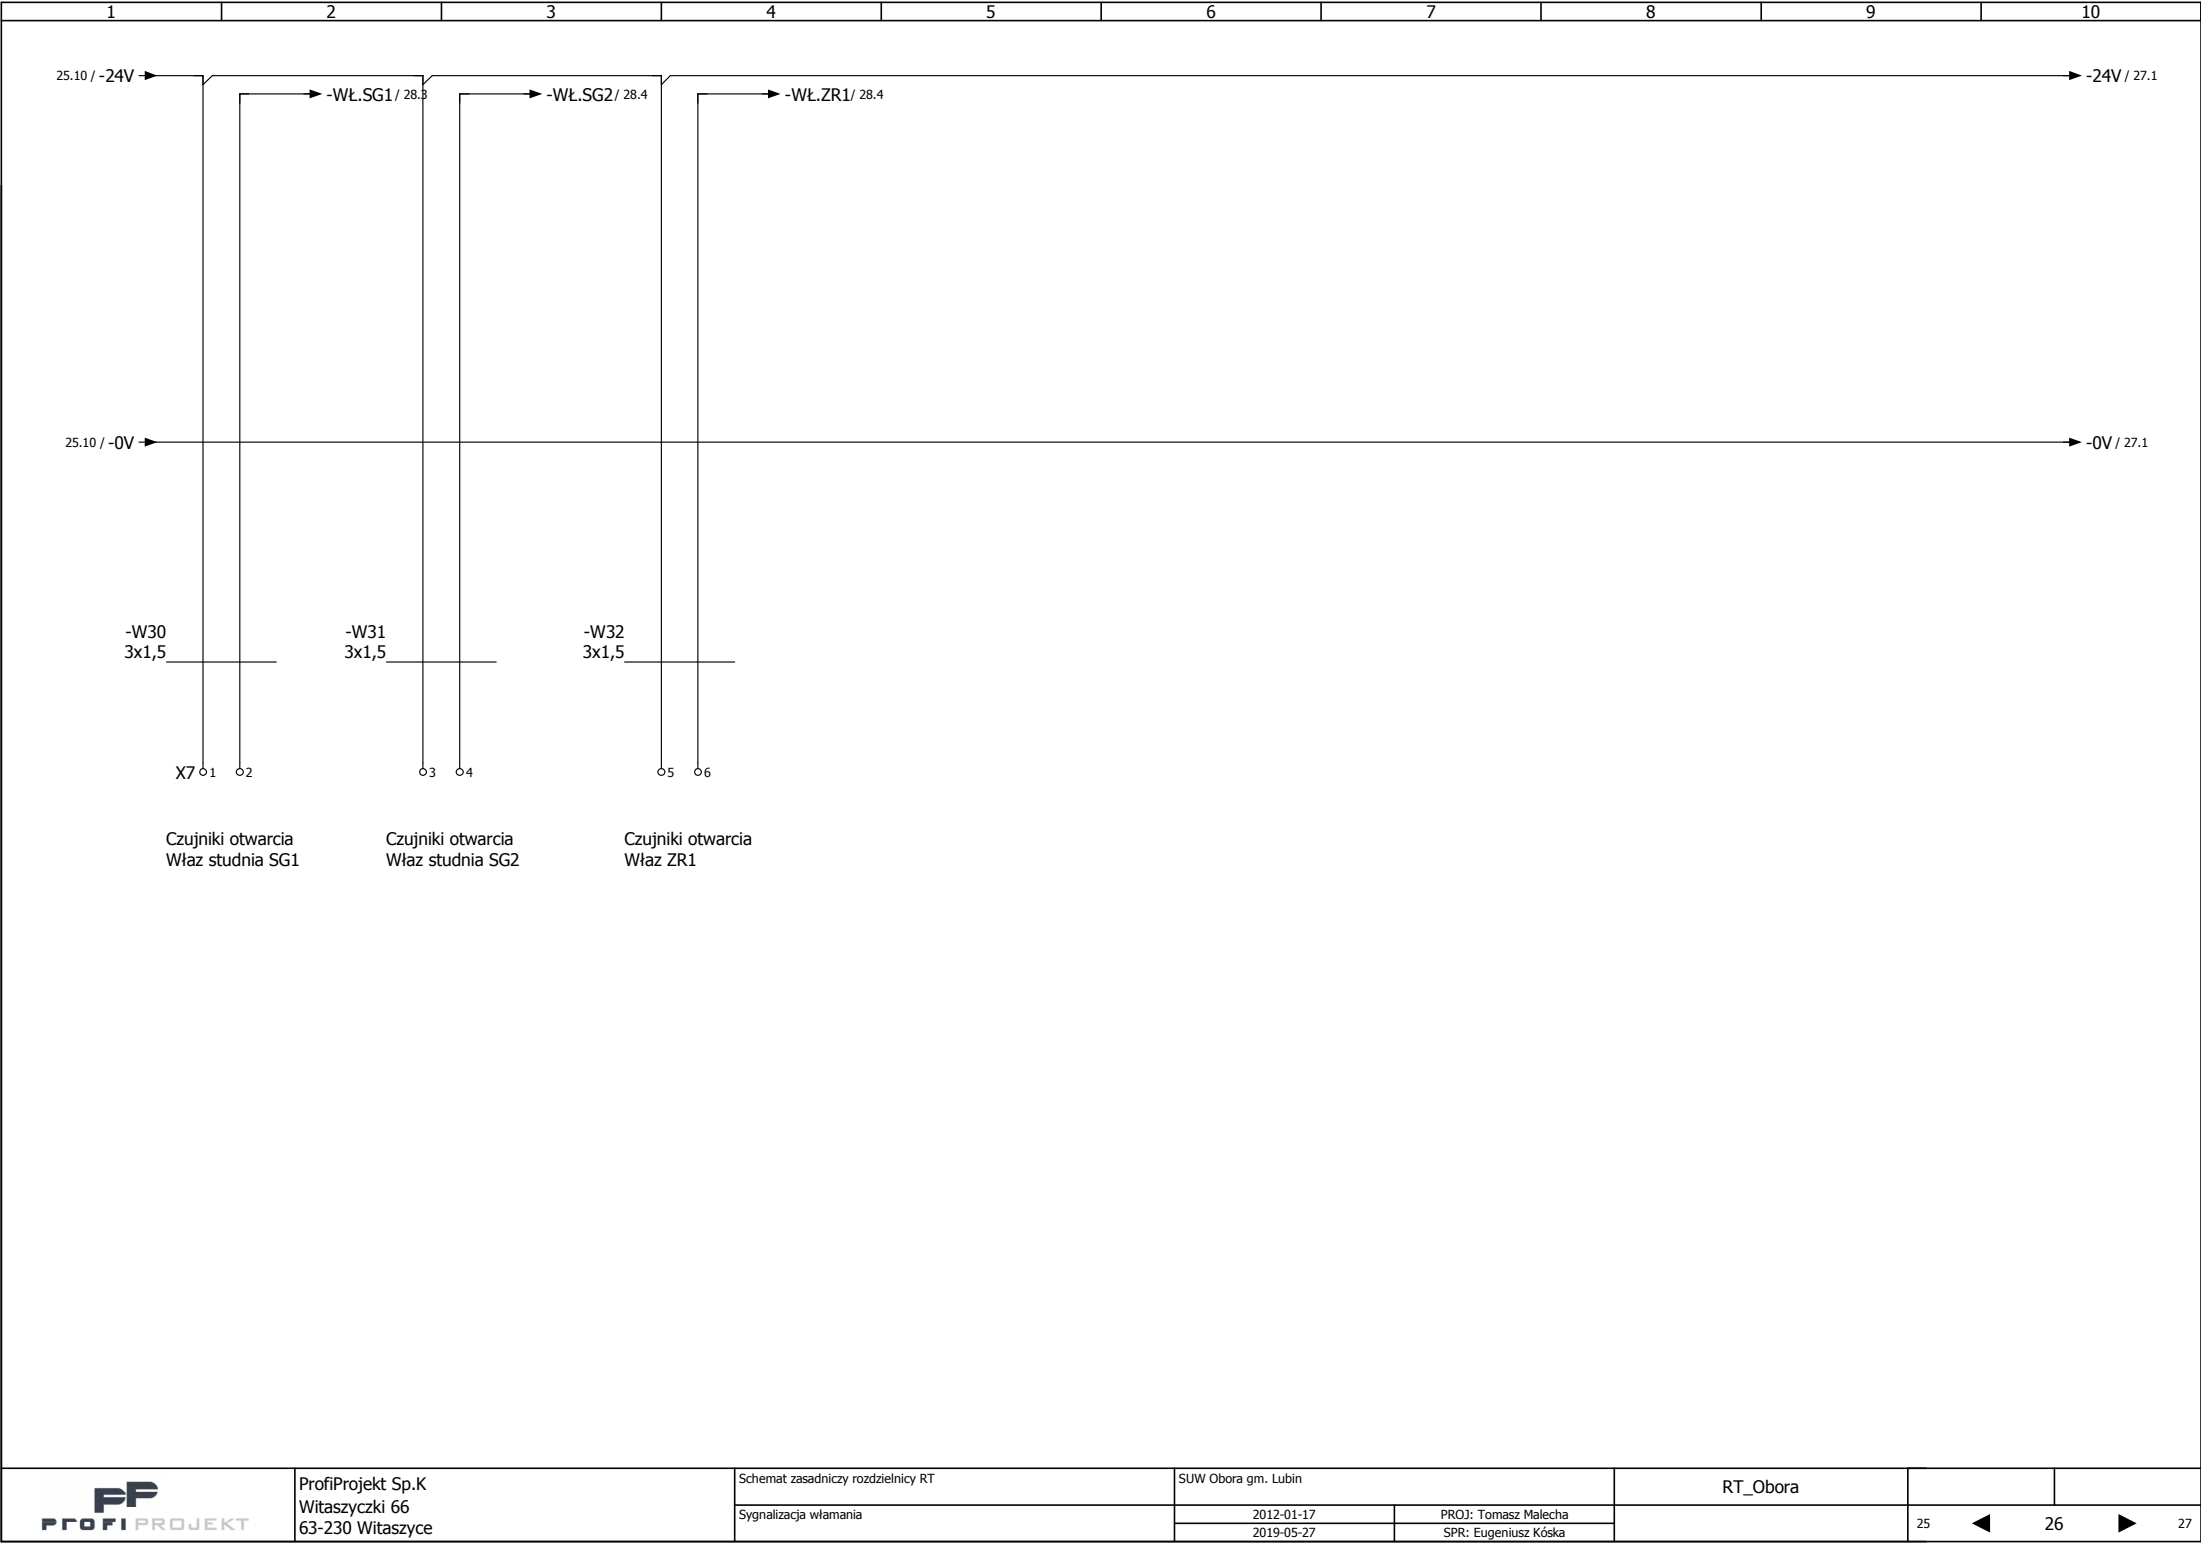 1 2 3 4 5 6 7 8 9 10
25.10 / -24V
-24V / 27.1
-WŁ.SG1/ 28.3
-WŁ.SG2/ 28.4
-WŁ.ZR1/ 28.4
25.10 / -0V
-0V / 27.1
-W30
3x1,5
-W31
3x1,5
-W32
3x1,5
X7 1 2 3 4 5 6
Czujniki otwarcia
Właz studnia SG1
Czujniki otwarcia
Właz studnia SG2
Czujniki otwarcia
Właz ZR1
PP
PROFIPROJEKT
ProfiProjekt Sp.K
Witaszyczki 66
63-230 Witaszyce
Schemat zasadniczy rozdzielnicy RT
Sygnalizacja włamania
SUW Obora gm. Lubin
2012-01-17
PROJ: Tomasz Malecha
2019-05-27
SPR: Eugeniusz Kóska
RT_Obora
25 26 27